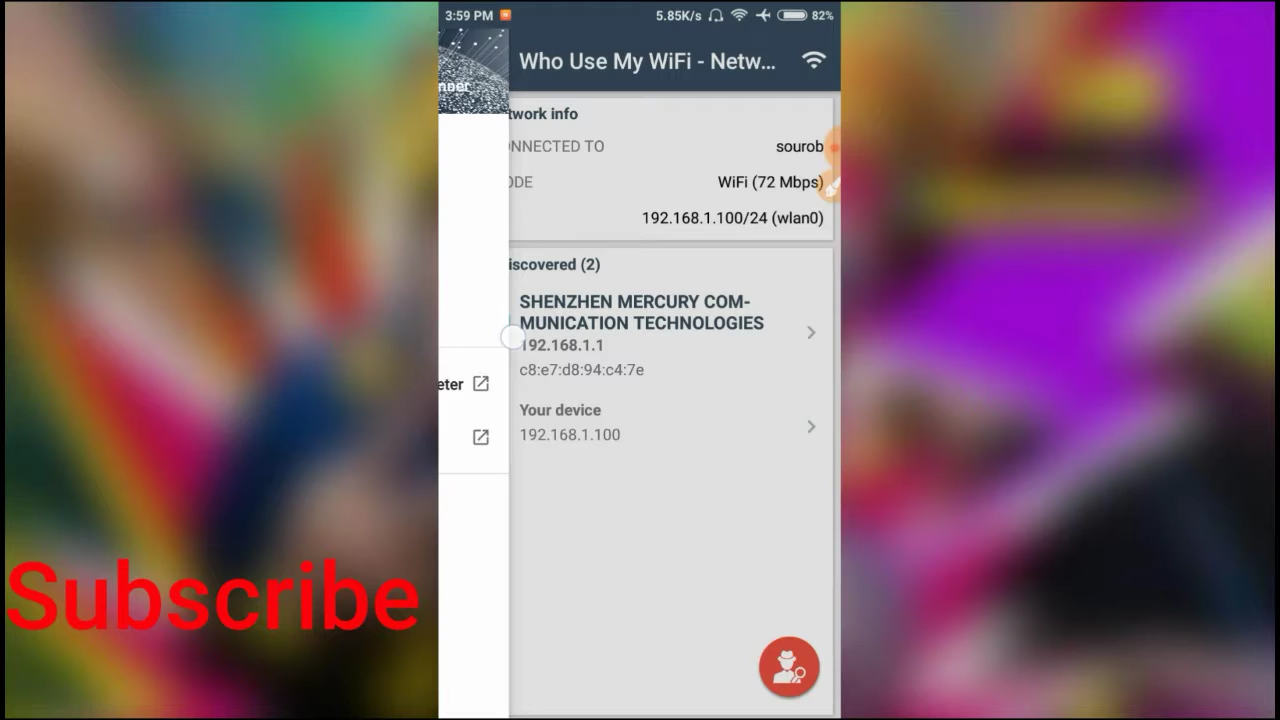 3:59 PM
5.85K/s
82%
nner
Who Use My WiFi - Netw...
twork info
NNECTED TO
sourob
ODE
WiFi (72 Mbps)
192.168.1.100/24 (wlan0)
iscovered (2)
SHENZHEN MERCURY COM-
MUNICATION TECHNOLOGIES
192.168.1.1
c8:e7:d8:94:c4:7e
eter
Your device
192.168.1.100
Subscribe